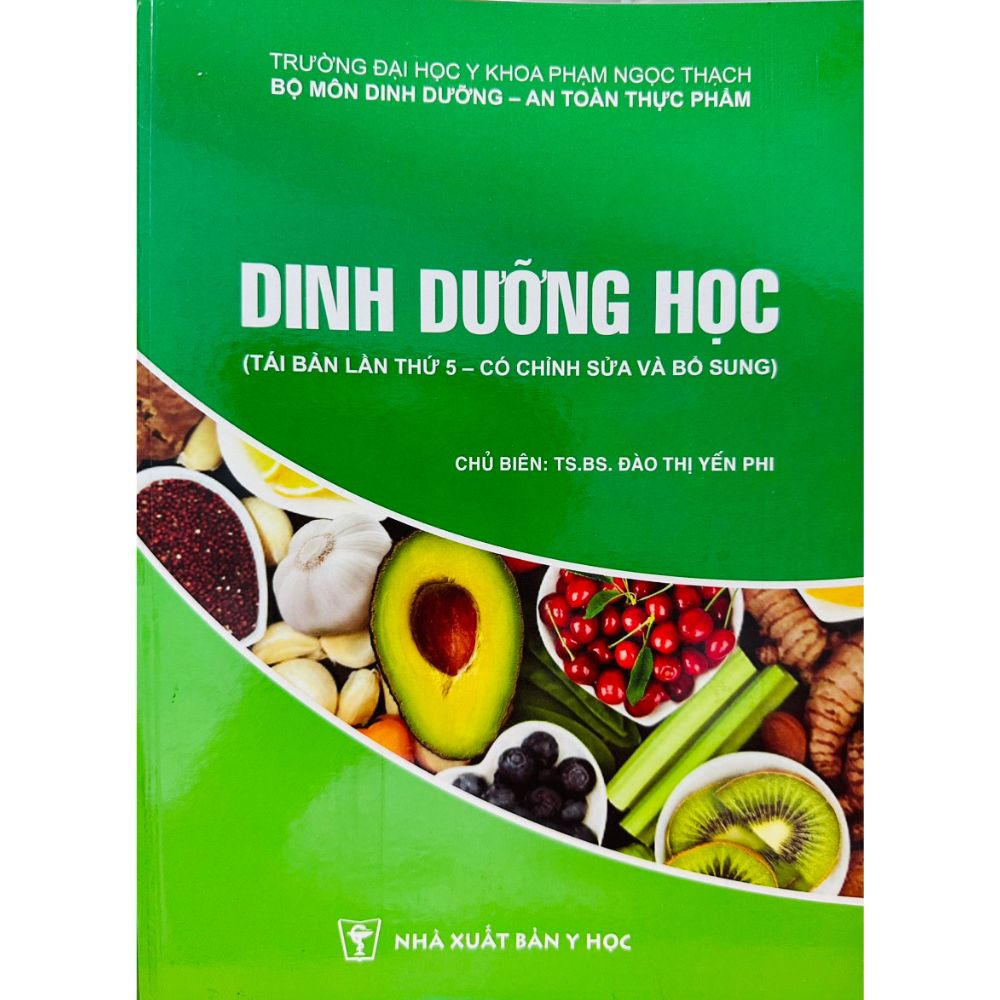 TRƯỜNG ĐẠI HỌC Y KHOA PHẠM NGỌC THẠCH
BỘ MÔN DINH DƯỠNG – AN TOÀN THỰC PHẨM
DINH DƯỠNG HỌC
(TÁI BẢN LẦN THỨ 5 – CÓ CHỈNH SỬA VÀ BỔ SUNG)
CHỦ BIÊN: TS.BS. ĐÀO THỊ YẾN PHI
NHÀ XUẤT BẢN Y HỌC